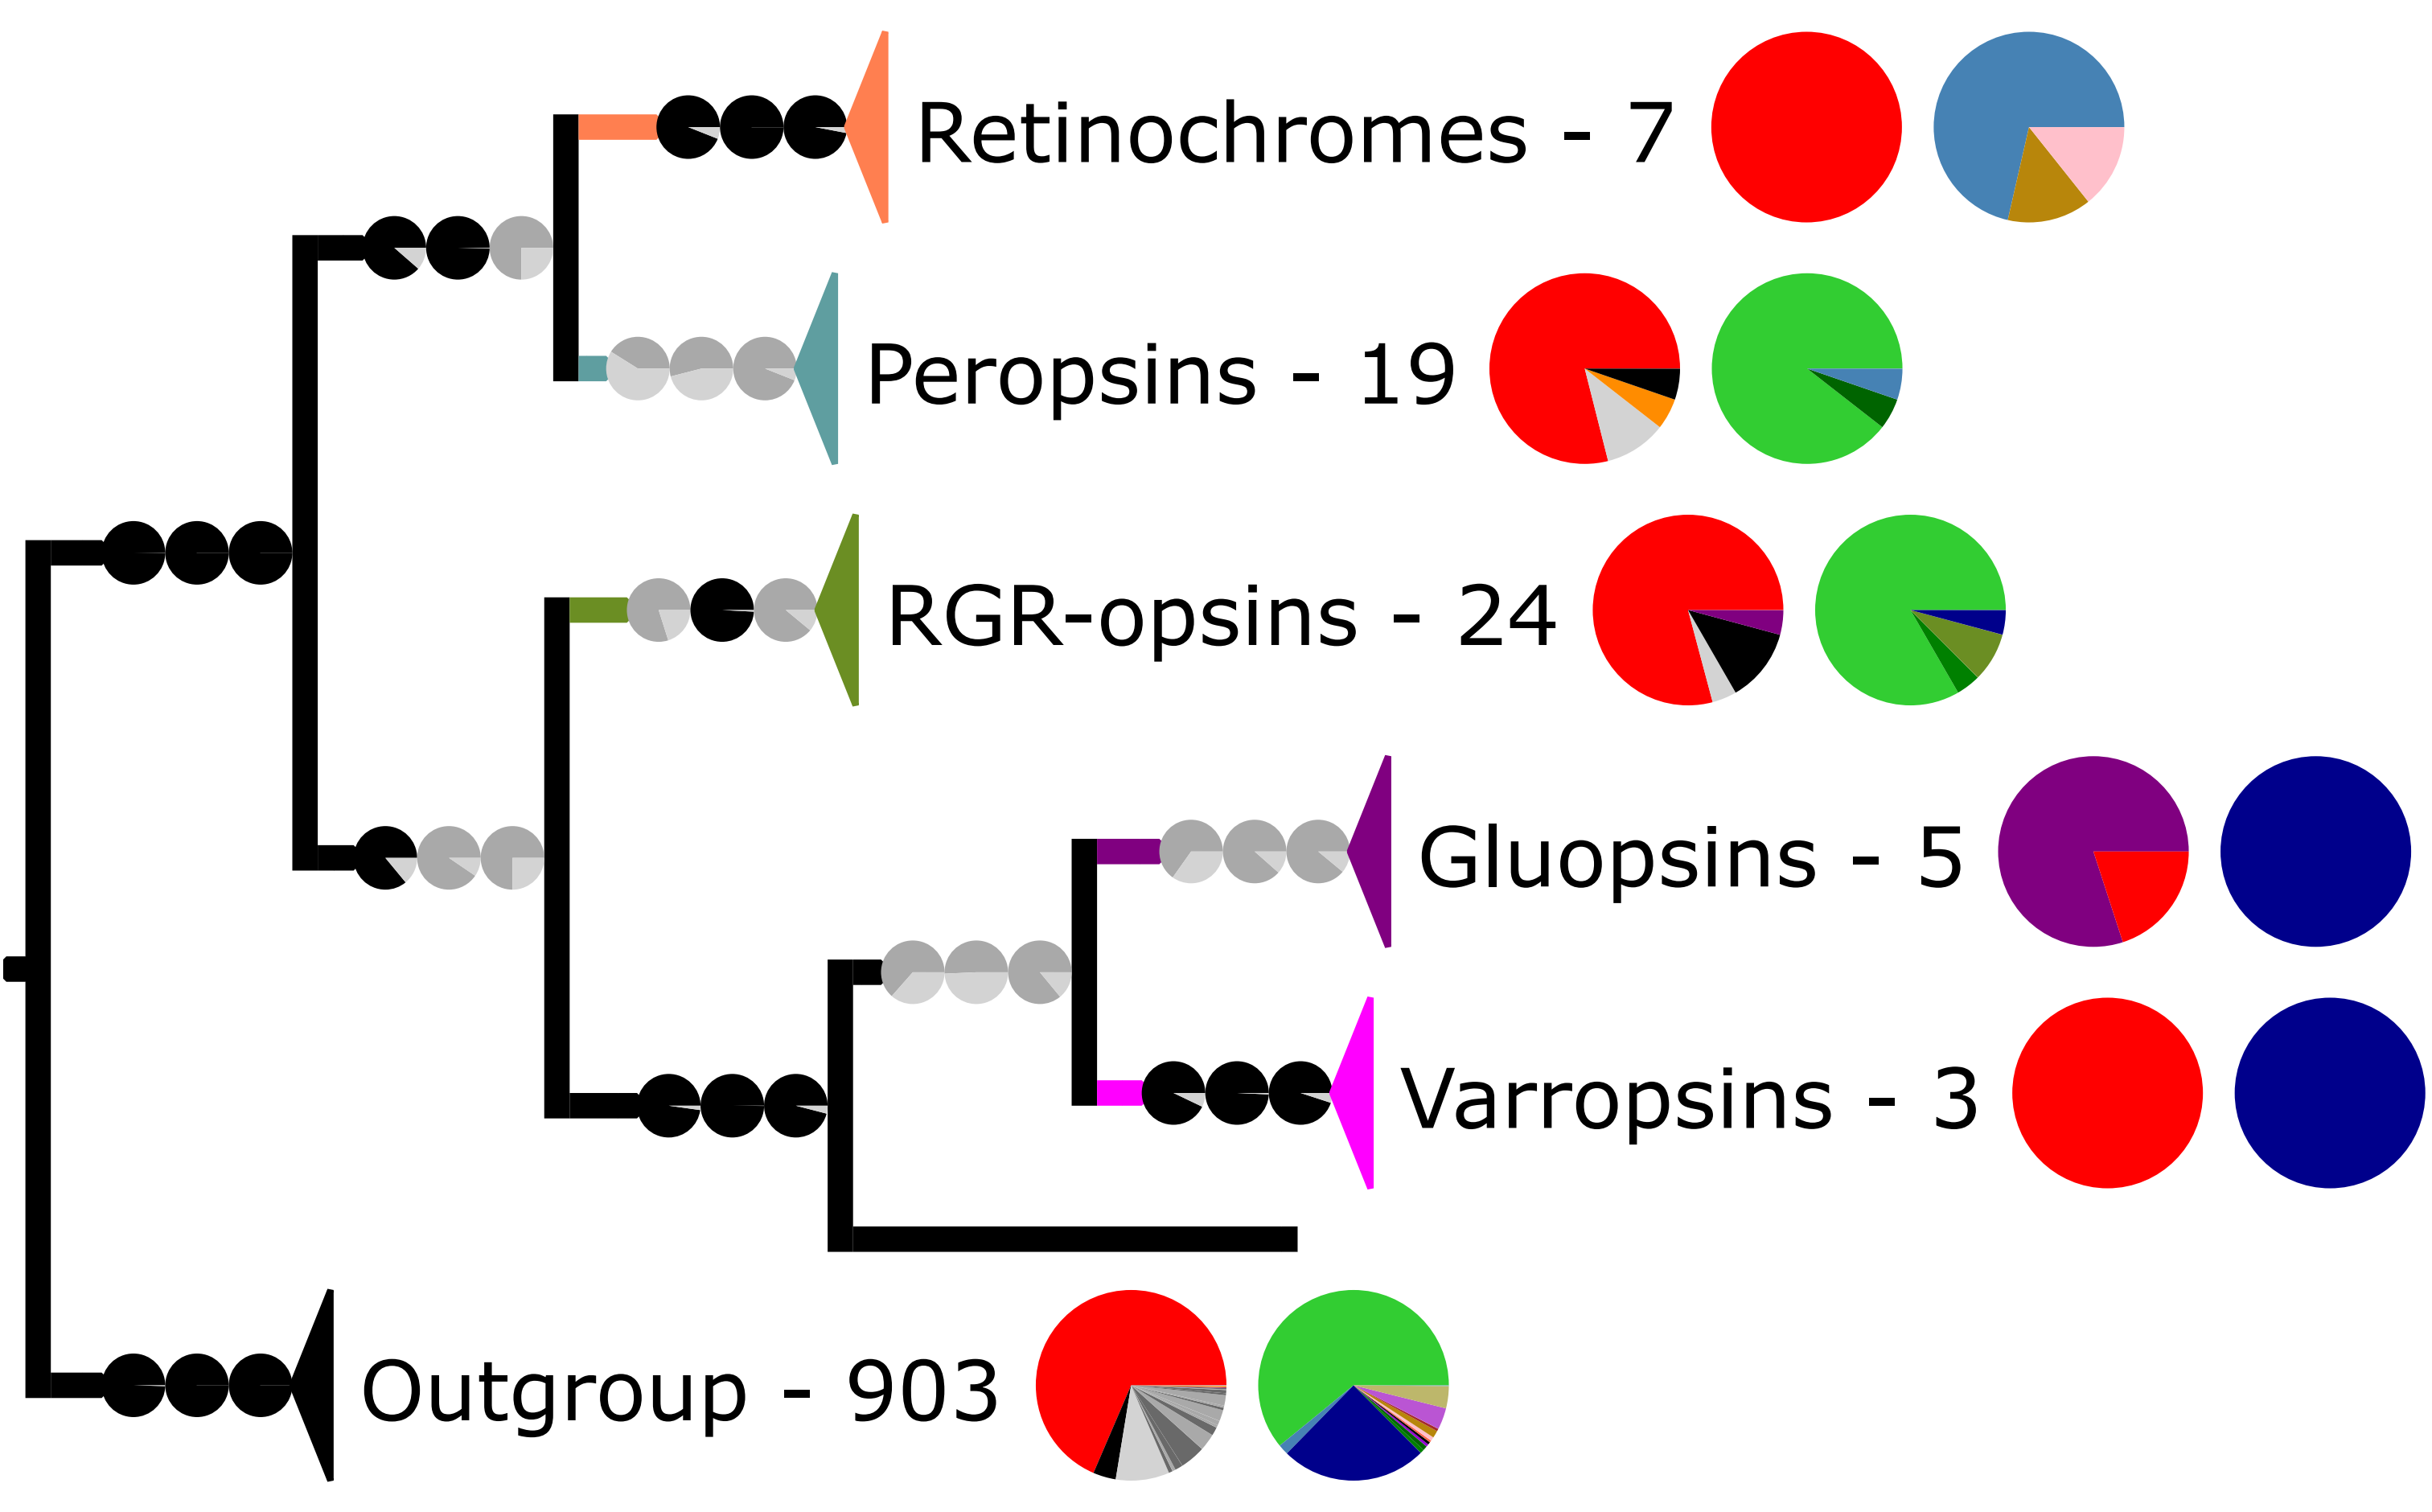 Retinochromes - 7
Peropsins - 19
RGR-opsins - 24
Gluopsins - 5
Varropsins - 3
Outgroup - 903